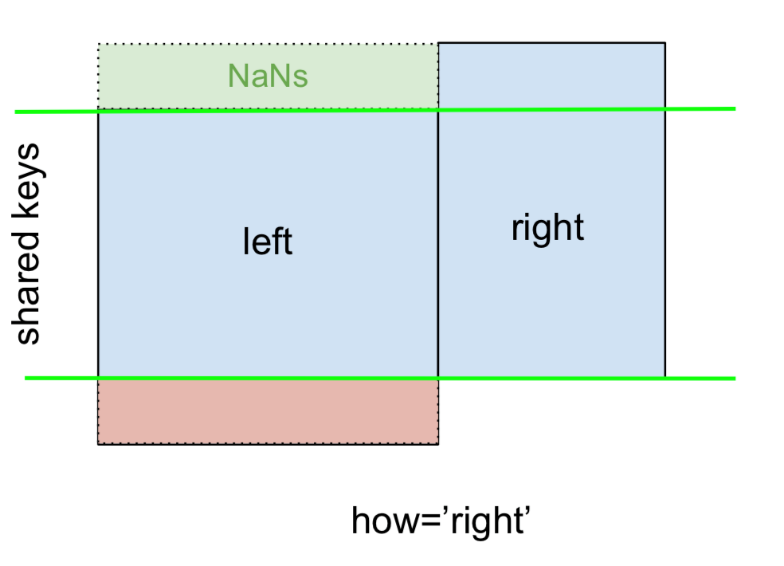 NaNs
shared keys
left
right
how=’right’